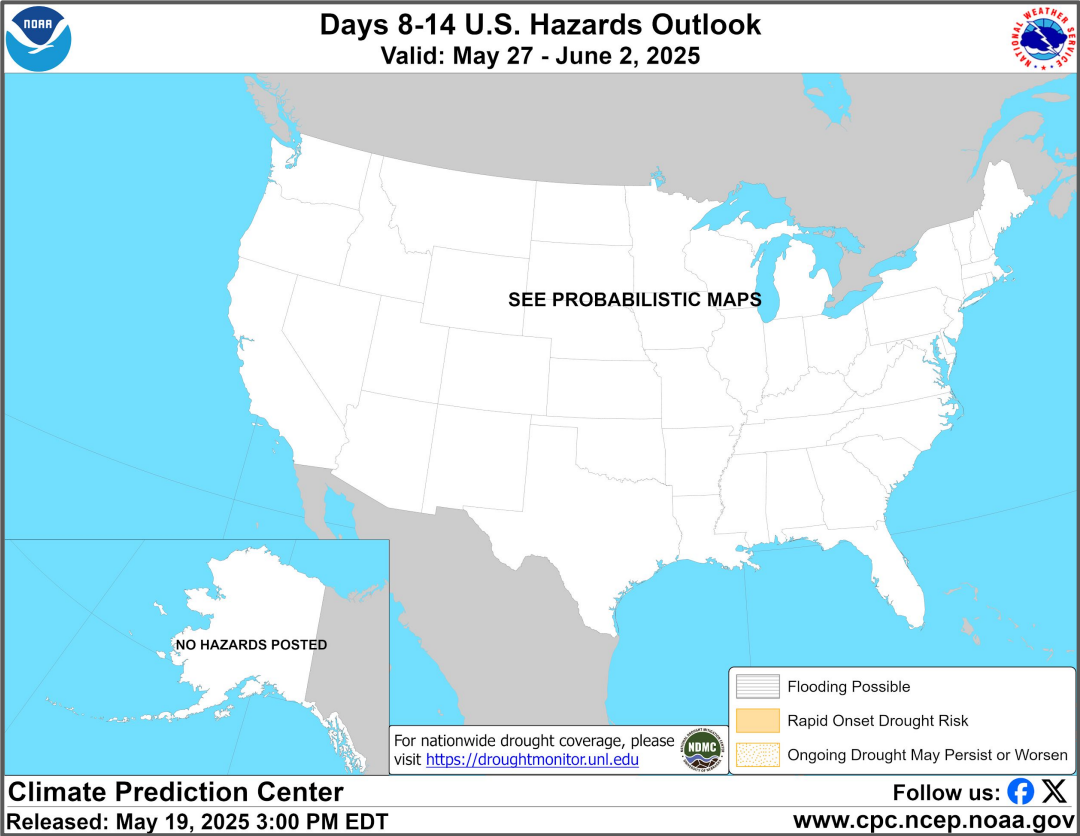 NOAA
Days 8-14 U.S. Hazards Outlook
Valid: May 27 - June 2, 2025
NATIONAL WEATHER SERVICE
SEE PROBABILISTIC MAPS
NO HAZARDS POSTED
Flooding Possible
Rapid Onset Drought Risk
Ongoing Drought May Persist or Worsen
For nationwide drought coverage, please
visit https://droughtmonitor.unl.edu
NDMC
Climate Prediction Center
Released: May 19, 2025 3:00 PM EDT
Follow us:
www.cpc.ncep.noaa.gov